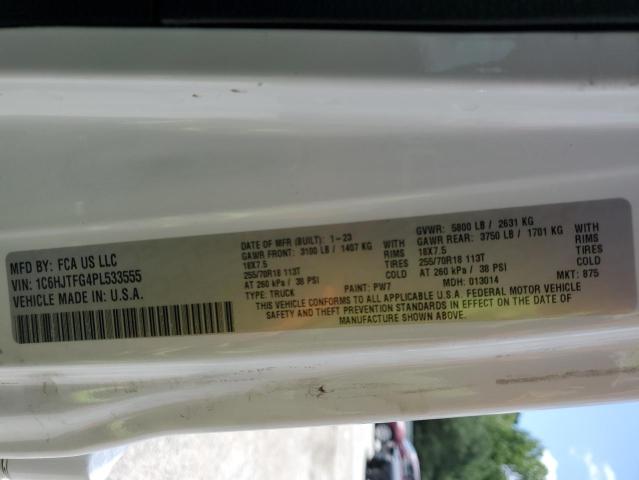 MFD BY: FCA US LLC
VIN: 1C6HJTFG4PL533555
VEHICLE MADE IN: U.S.A.
DATE OF MFR (BUILT): 1-23 GVWR: 5800 LB / 2631 KG
GAWR FRONT: 3100 LB / 1407 KG WITH GAWR REAR: 3750 LB / 1701 KG WITH
18X7.5 RIMS 18X7.5 RIMS
255/70R18 113T TIRES 255/70R18 113T TIRES
AT 260 kPa / 38 PSI COLD AT 260 kPa / 38 PSI COLD
TYPE: TRUCK PAINT: PW7 MDH: 013014 MKT: 875
THIS VEHICLE CONFORMS TO ALL APPLICABLE U.S.A. FEDERAL MOTOR VEHICLE
SAFETY AND THEFT PREVENTION STANDARDS IN EFFECT ON THE DATE OF
MANUFACTURE SHOWN ABOVE.